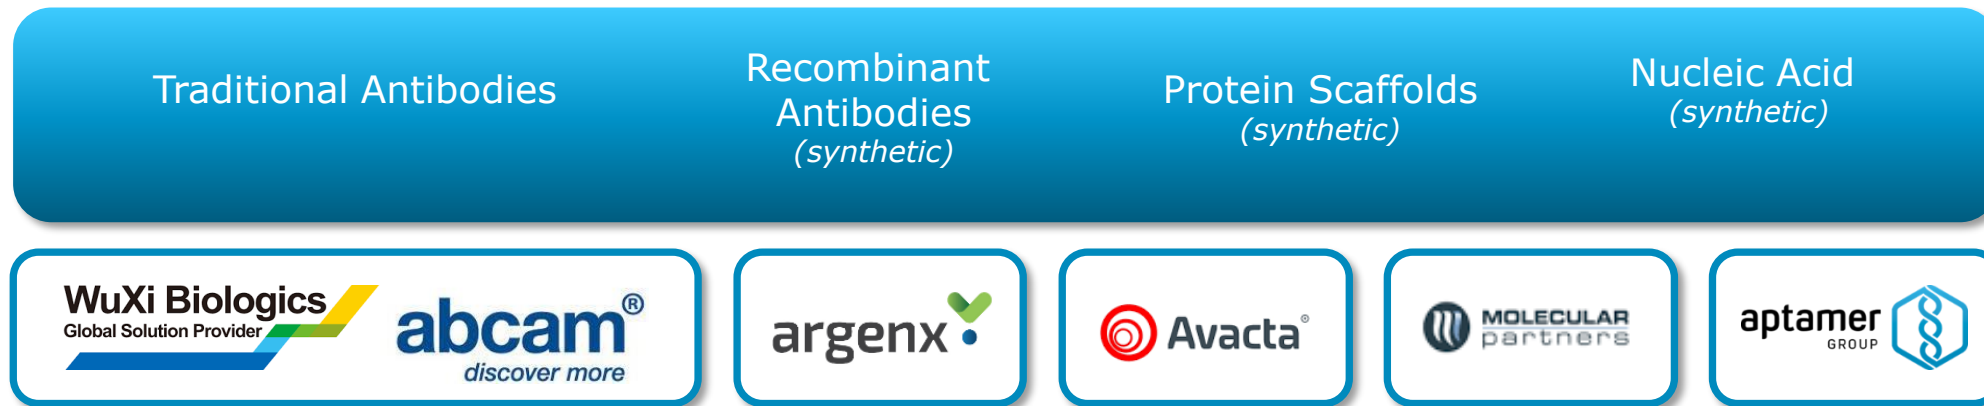 Traditional Antibodies
Recombinant
Antibodies
(synthetic)
Protein Scaffolds
(synthetic)
Nucleic Acid
(synthetic)
WuXi Biologics
Global Solution Provider
abcam®
discover more
argenx
Avacta®
MOLECULAR
partners
aptamer
GROUP